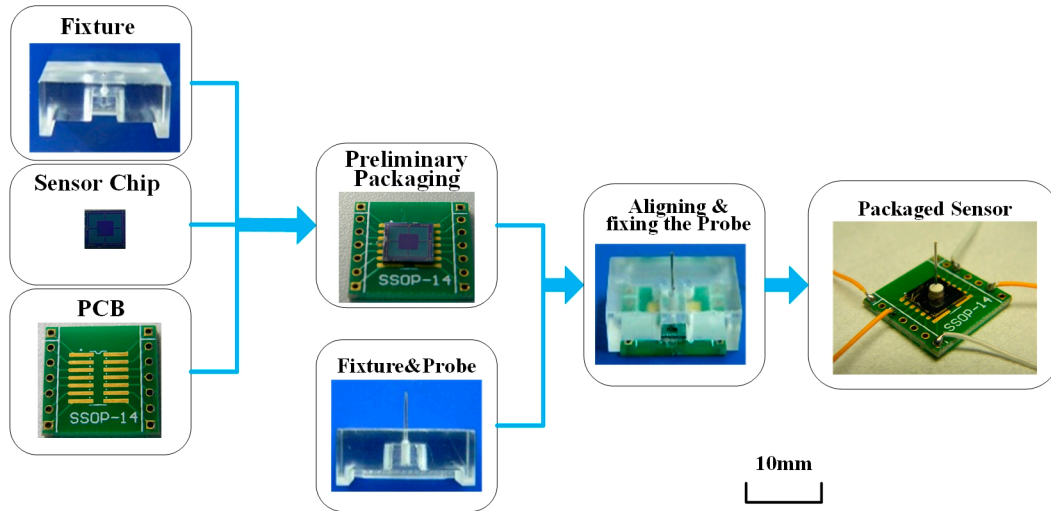 Fixture
Sensor Chip
PCB
SSOP-14
Preliminary
Packaging
SSOP-14
Fixture&Probe
Aligning &
fixing the Probe
Packaged Sensor
SSOP-14
10mm